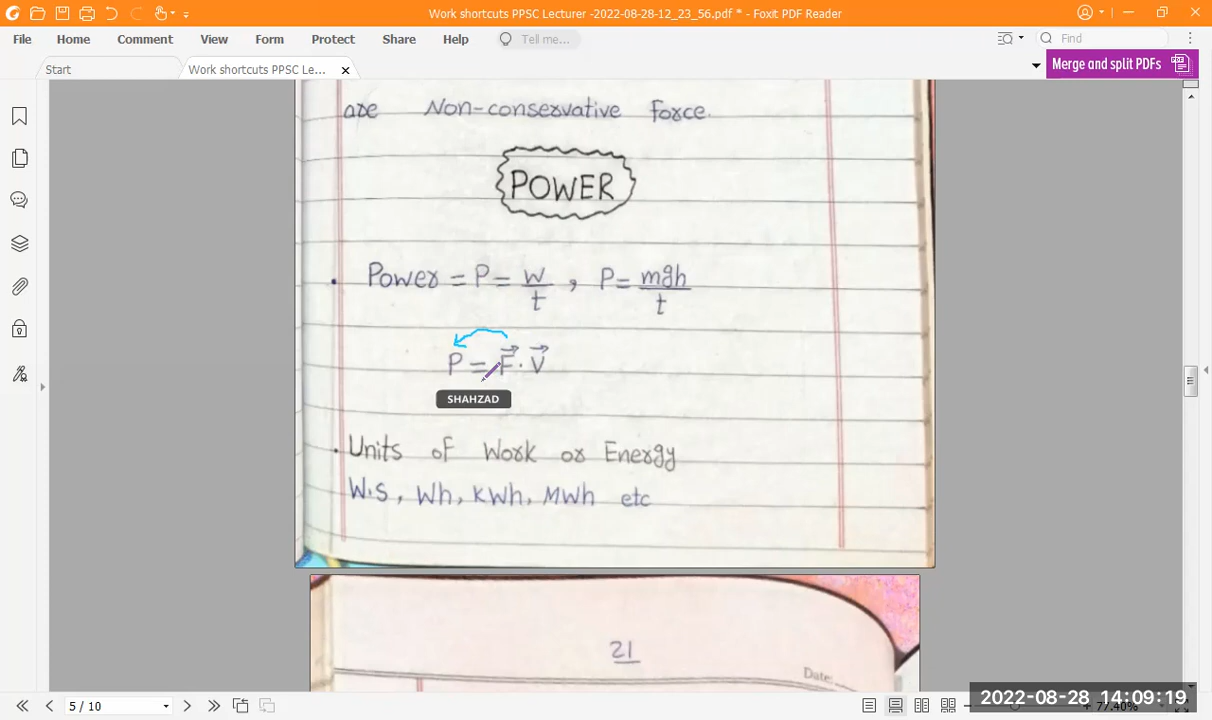 Work shortcuts PPSC Lecturer -2022-08-28-12_23_56.pdf * - Foxit PDF Reader
File Home Comment View Form Protect Share Help Tell me... Find
Start Work shortcuts PPSC Le... Merge and split PDFs
are Non-conservative force.
POWER
. Power = P = W/t , P = mgh/t
P = F⃗ . V⃗
SHAHZAD
. Units of Work or Energy
W.S, Wh, KWh, MWh etc
21
Date:
5 / 10
2022-08-28 14:09:19
77.40%